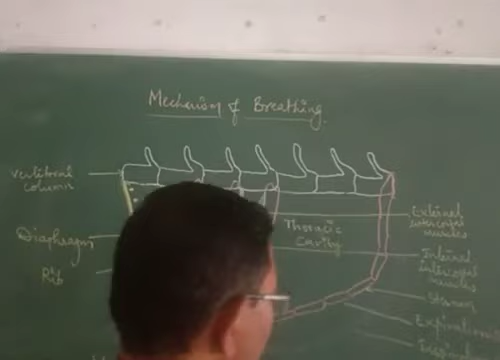 Mechanism of Breathing
Vertebral
column
Diaphragm
Rib
Thoracic
Cavity
External
intercostal
muscles
Internal
intercostal
muscles
Sternum